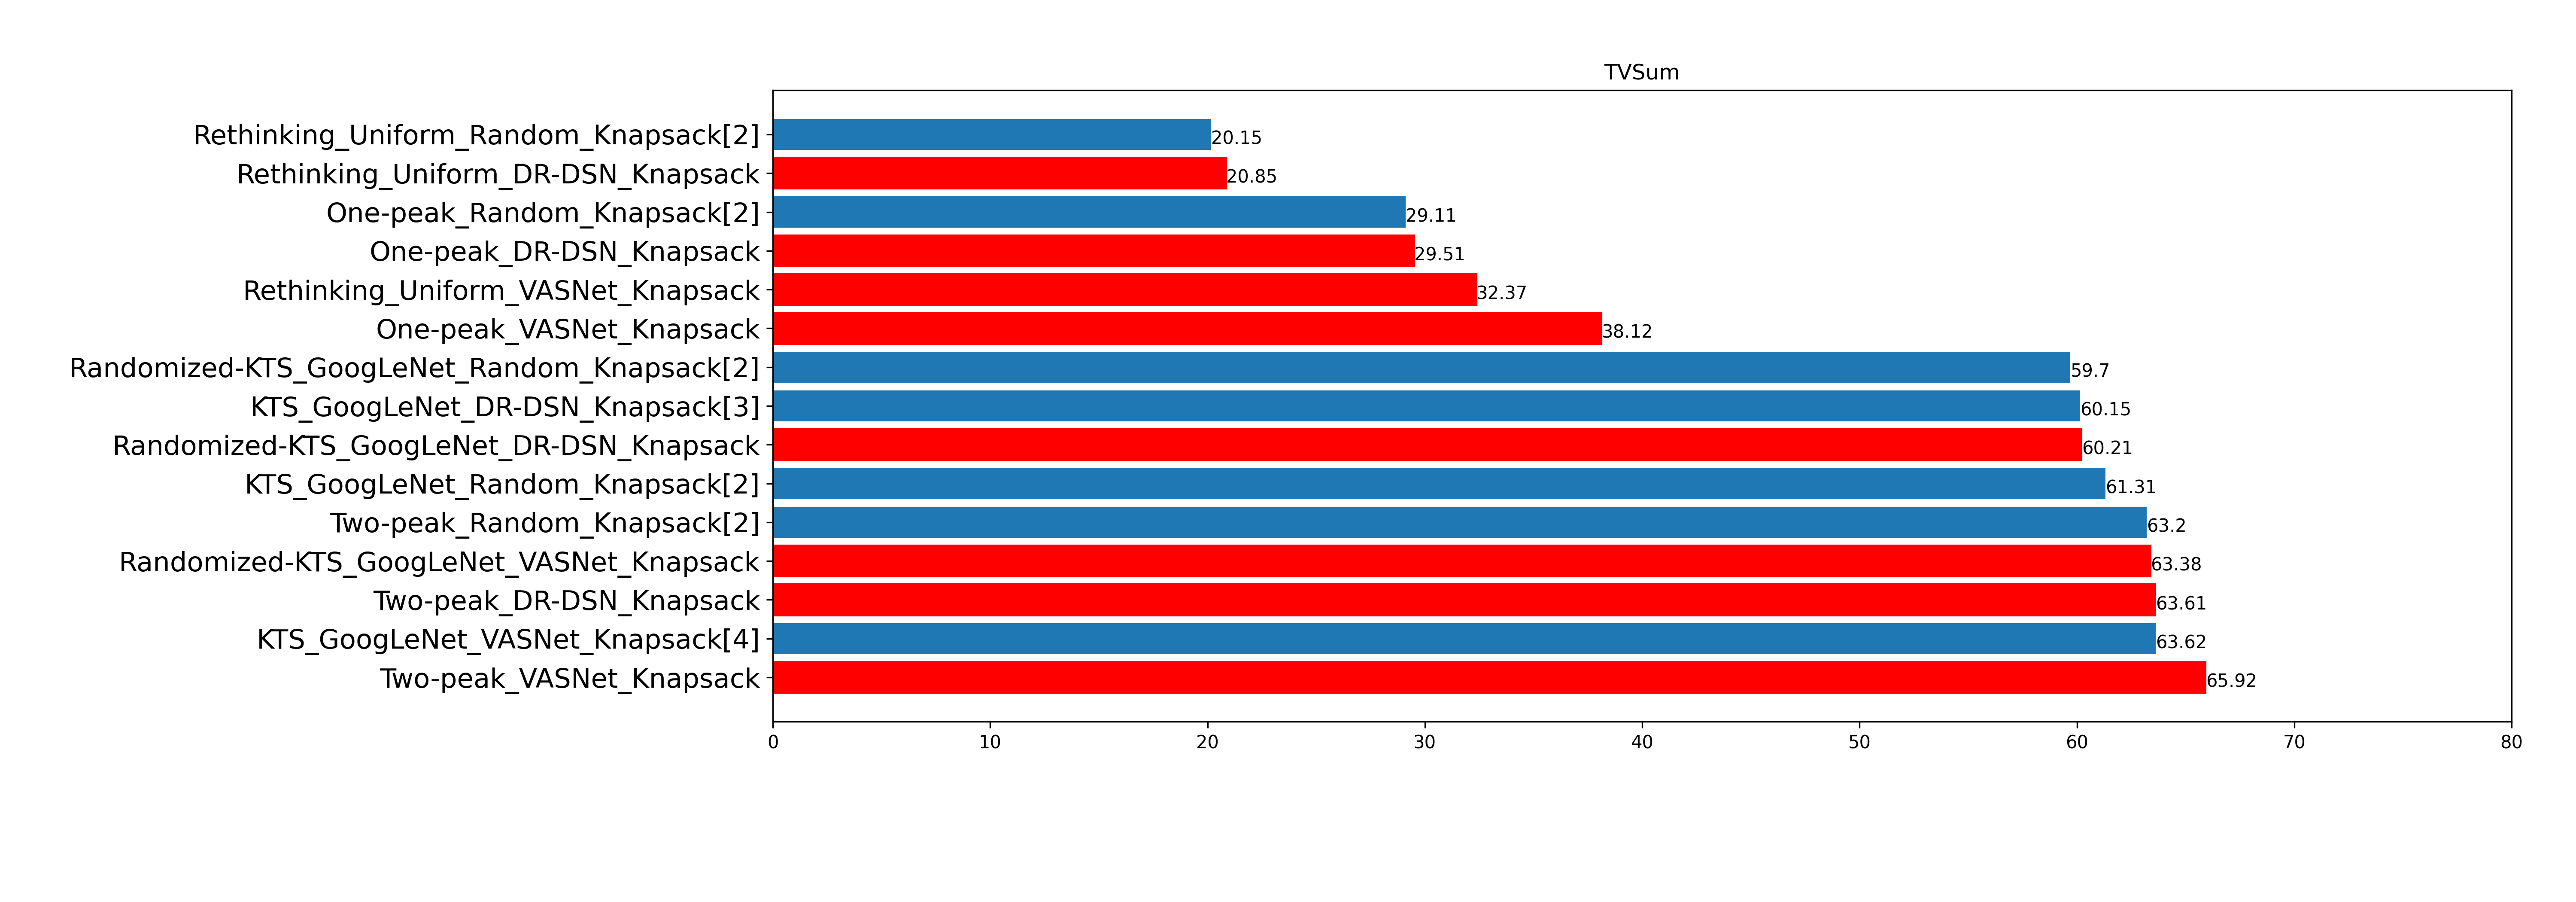 TVSum
Rethinking_Uniform_Random_Knapsack[2] 20.15
Rethinking_Uniform_DR-DSN_Knapsack 20.85
One-peak_Random_Knapsack[2] 29.11
One-peak_DR-DSN_Knapsack 29.51
Rethinking_Uniform_VASNet_Knapsack 32.37
One-peak_VASNet_Knapsack 38.12
Randomized-KTS_GoogLeNet_Random_Knapsack[2] 59.7
KTS_GoogLeNet_DR-DSN_Knapsack[3] 60.15
Randomized-KTS_GoogLeNet_DR-DSN_Knapsack 60.21
KTS_GoogLeNet_Random_Knapsack[2] 61.31
Two-peak_Random_Knapsack[2] 63.2
Randomized-KTS_GoogLeNet_VASNet_Knapsack 63.38
Two-peak_DR-DSN_Knapsack 63.61
KTS_GoogLeNet_VASNet_Knapsack[4] 63.62
Two-peak_VASNet_Knapsack 65.92
0 10 20 30 40 50 60 70 80